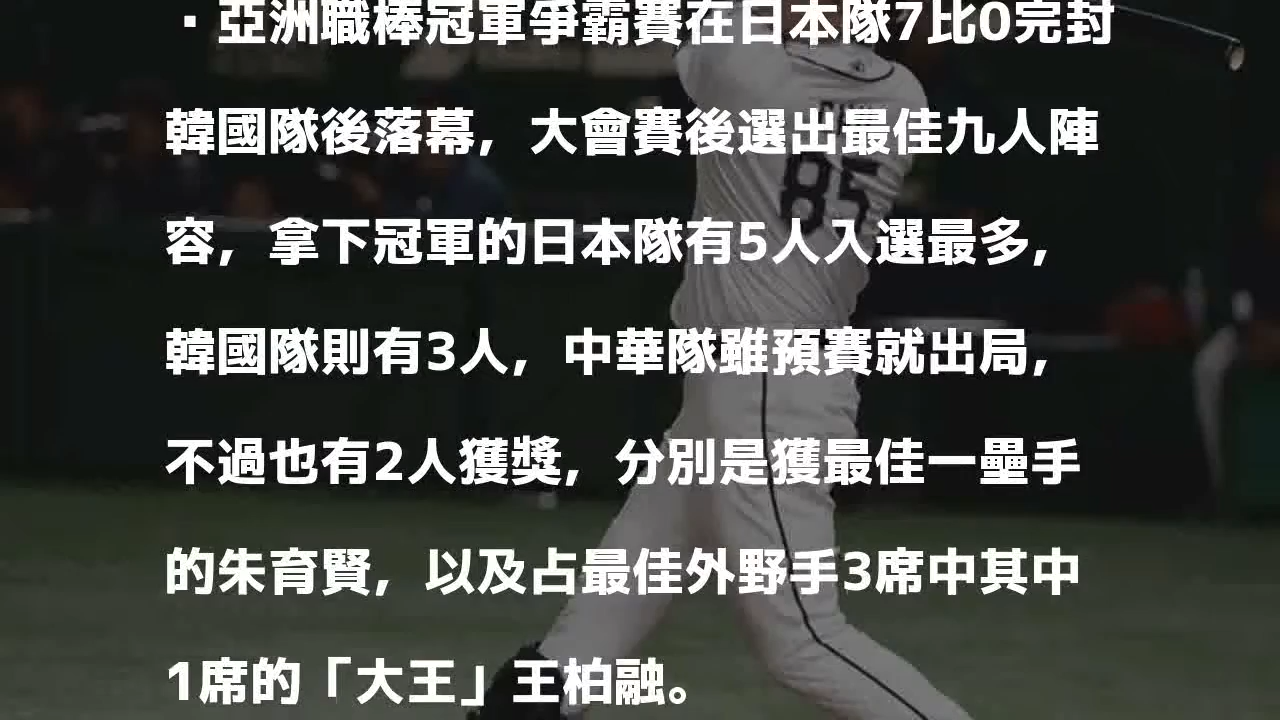 ·亞洲職棒冠軍爭霸賽在日本隊7比0完封
韓國隊後落幕，大會賽後選出最佳九人陣
容，拿下冠軍的日本隊有5人入選最多，
韓國隊則有3人，中華隊雖預賽就出局，
不過也有2人獲獎，分別是獲最佳一壘手
的朱育賢，以及占最佳外野手3席中其中
1席的「大王」王柏融。
85